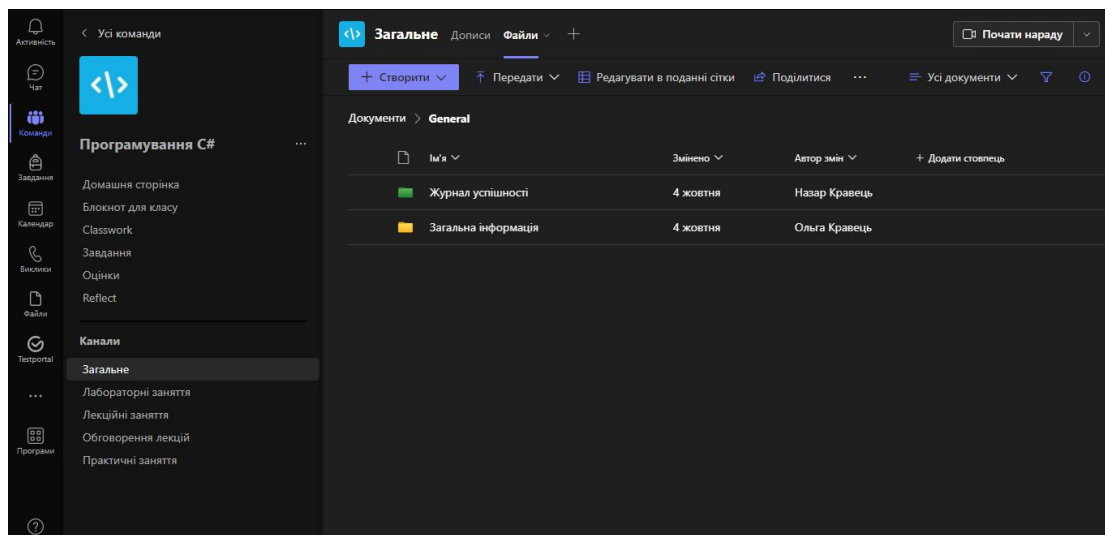 Активність
Чат
Команди
Завдання
Календар
Виклики
Файли
Testportal
Програми
Усі команди
Програмування C#
Домашня сторінка
Блокнот для класу
Classwork
Завдання
Оцінки
Reflect
Канали
Загальне
Лабораторні заняття
Лекційні заняття
Обговорення лекцій
Практичні заняття
Загальне Дописи Файли Почати нараду
Створити Передати Редагувати в поданні сітки Поділитися ... Усі документи
Документи > General
Ім'я Змінено Автор змін + Додати стовпець
Журнал успішності 4 жовтня Назар Кравець
Загальна інформація 4 жовтня Ольга Кравець